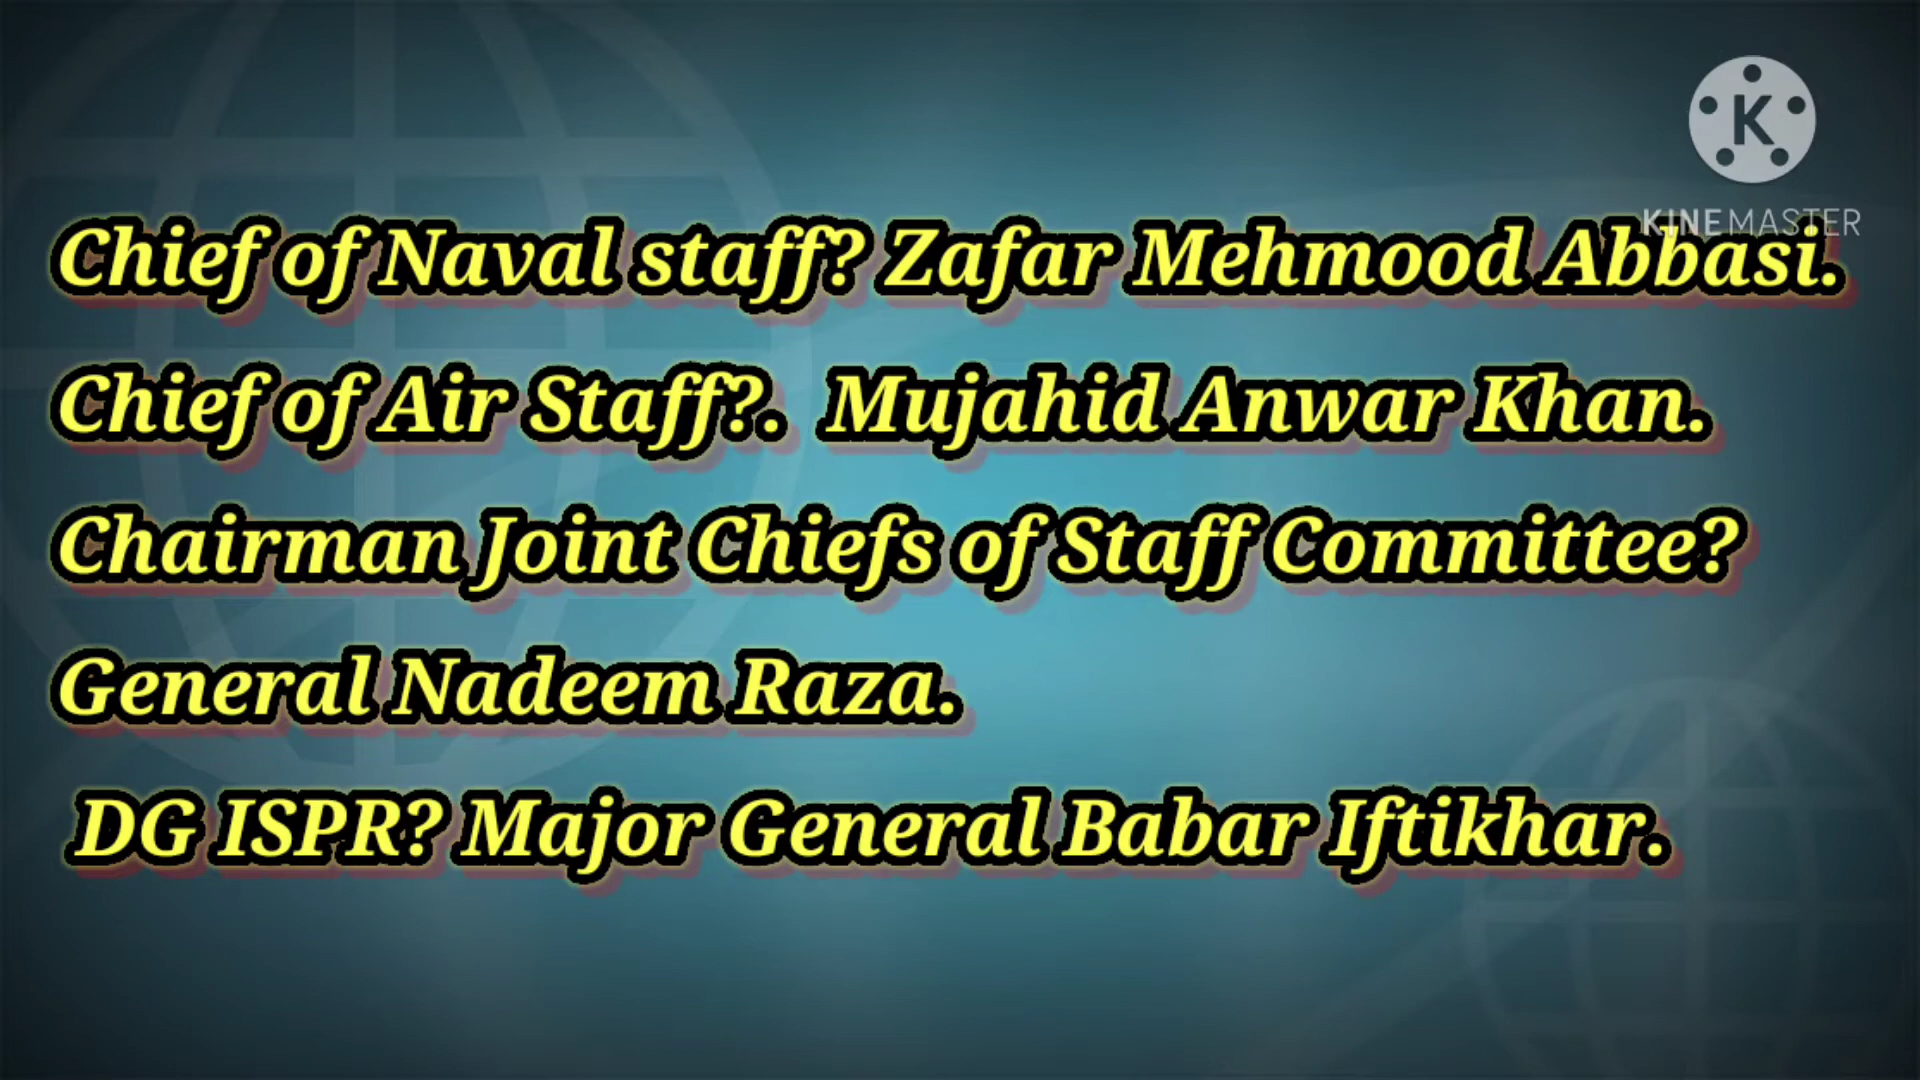 K
KINEMASTER
Chief of Naval staff? Zafar Mehmood Abbasi.
Chief of Air Staff?. Mujahid Anwar Khan.
Chairman Joint Chiefs of Staff Committee?
General Nadeem Raza.
DG ISPR? Major General Babar Iftikhar.